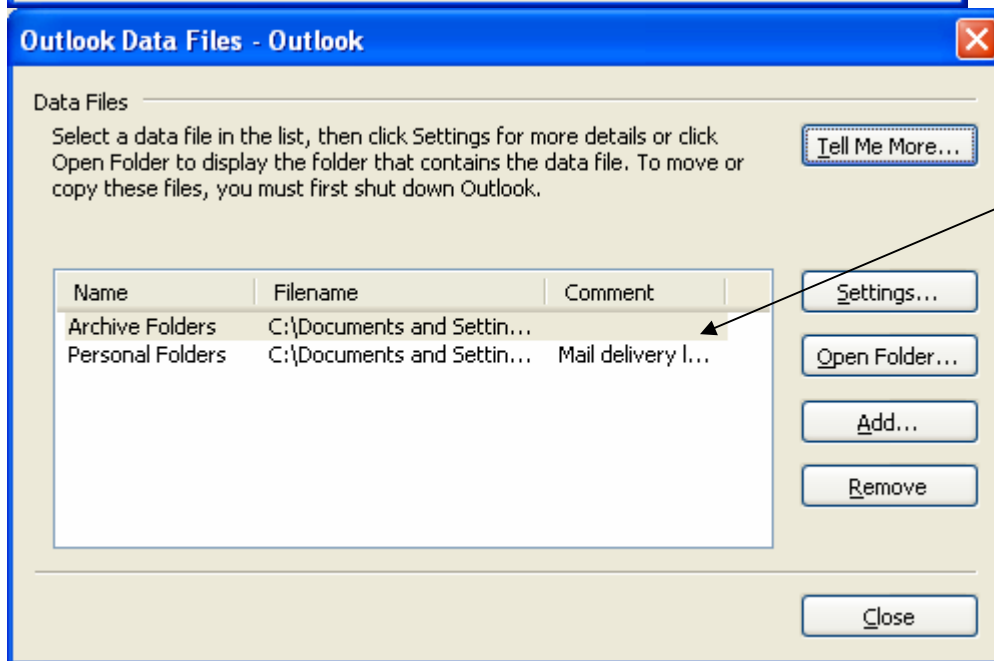 Outlook Data Files - Outlook
Data Files
Select a data file in the list, then click Settings for more details or click
Open Folder to display the folder that contains the data file. To move or
copy these files, you must first shut down Outlook.
Tell Me More...
Name Filename Comment
Archive Folders C:\Documents and Settin...
Personal Folders C:\Documents and Settin... Mail delivery l...
Settings...
Open Folder...
Add...
Remove
Close